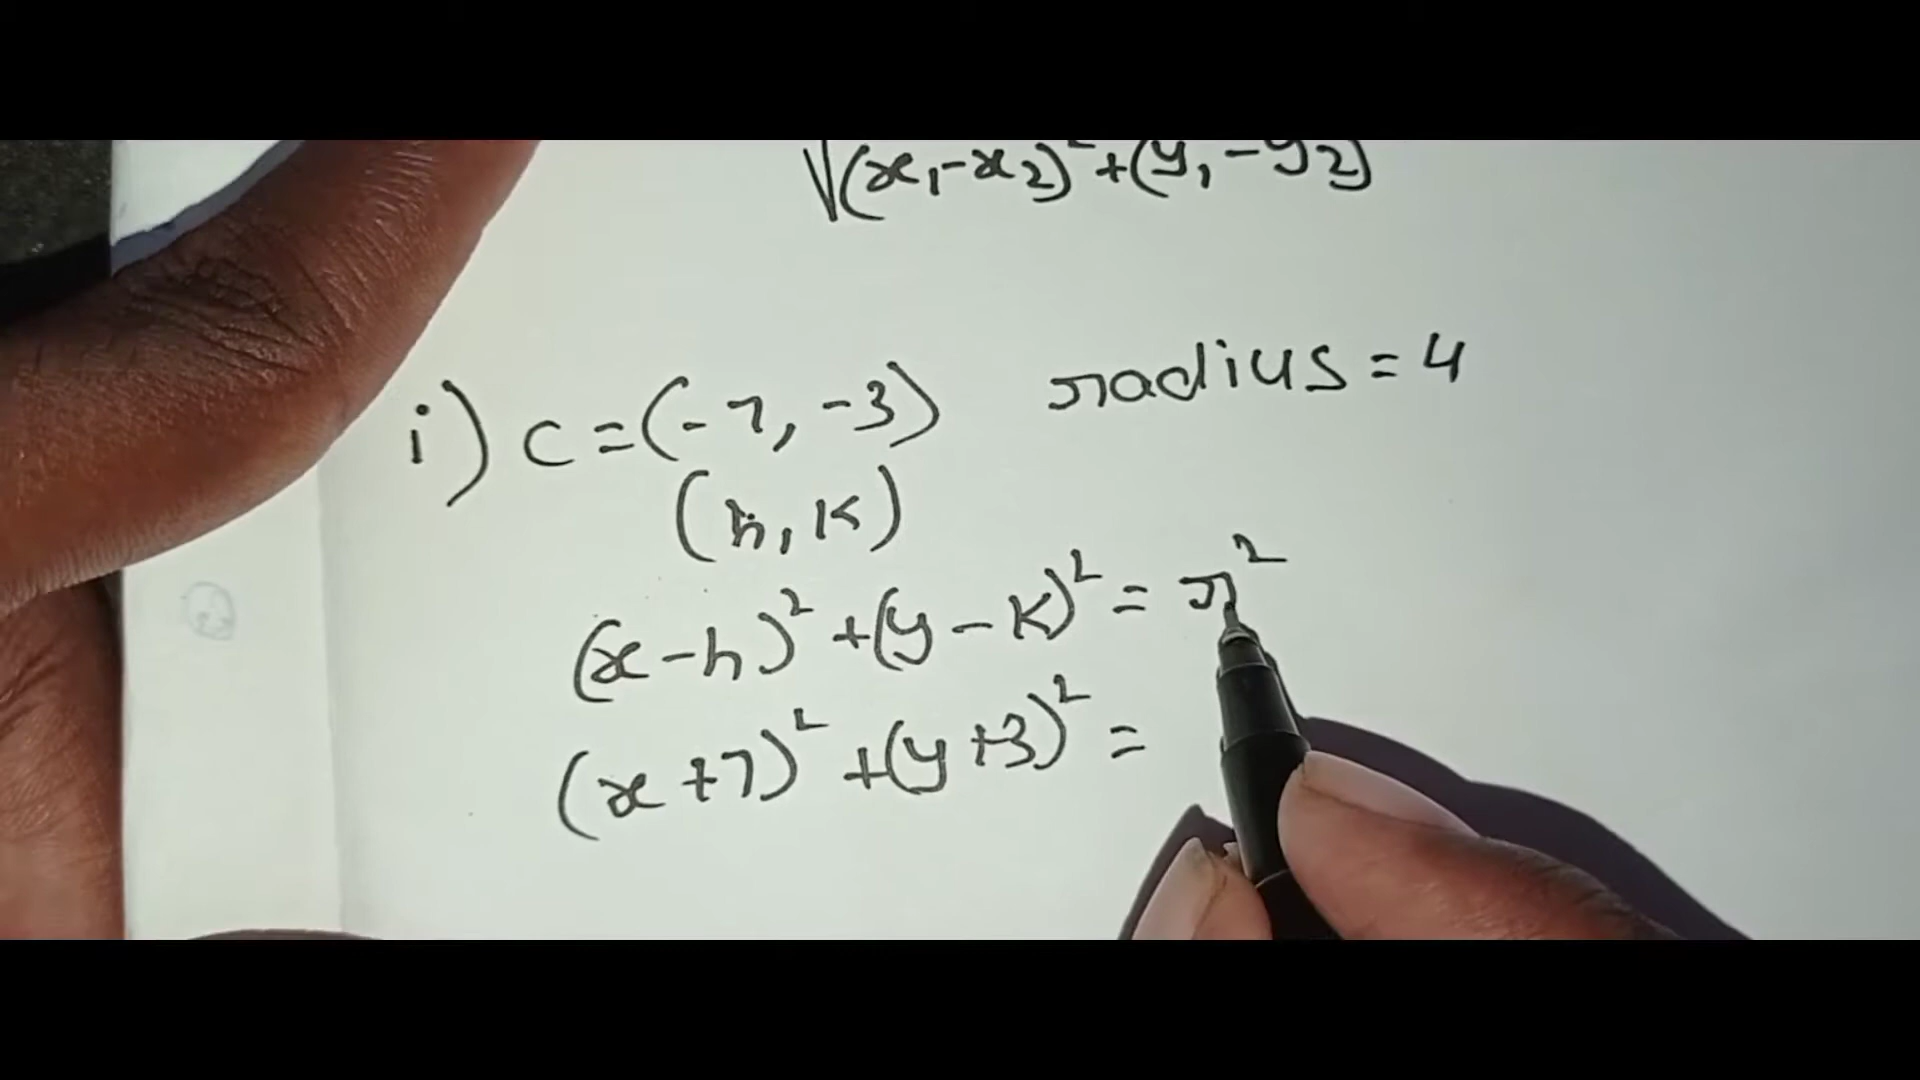 √(x₁-x₂)²+(y₁-y₂)
i) C=(-7,-3) radius=4
(h,k)
(x-h)²+(y-k)²=r²
(x+7)²+(y+3)²=